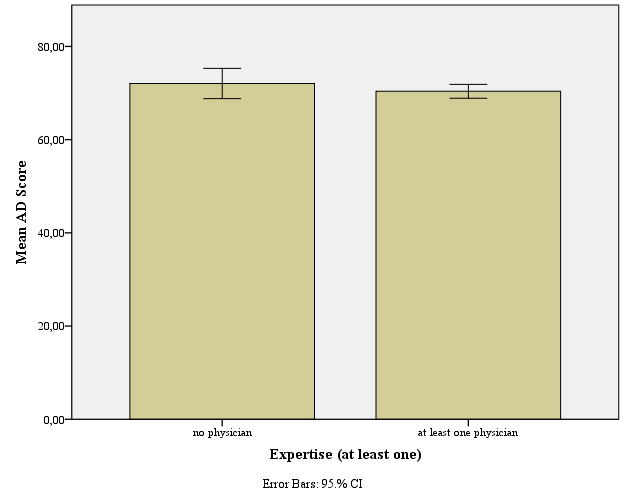 80,00
60,00
40,00
20,00
0,00
Mean AD Score
no physician
at least one physician
Expertise (at least one)
Error Bars: 95.% CI